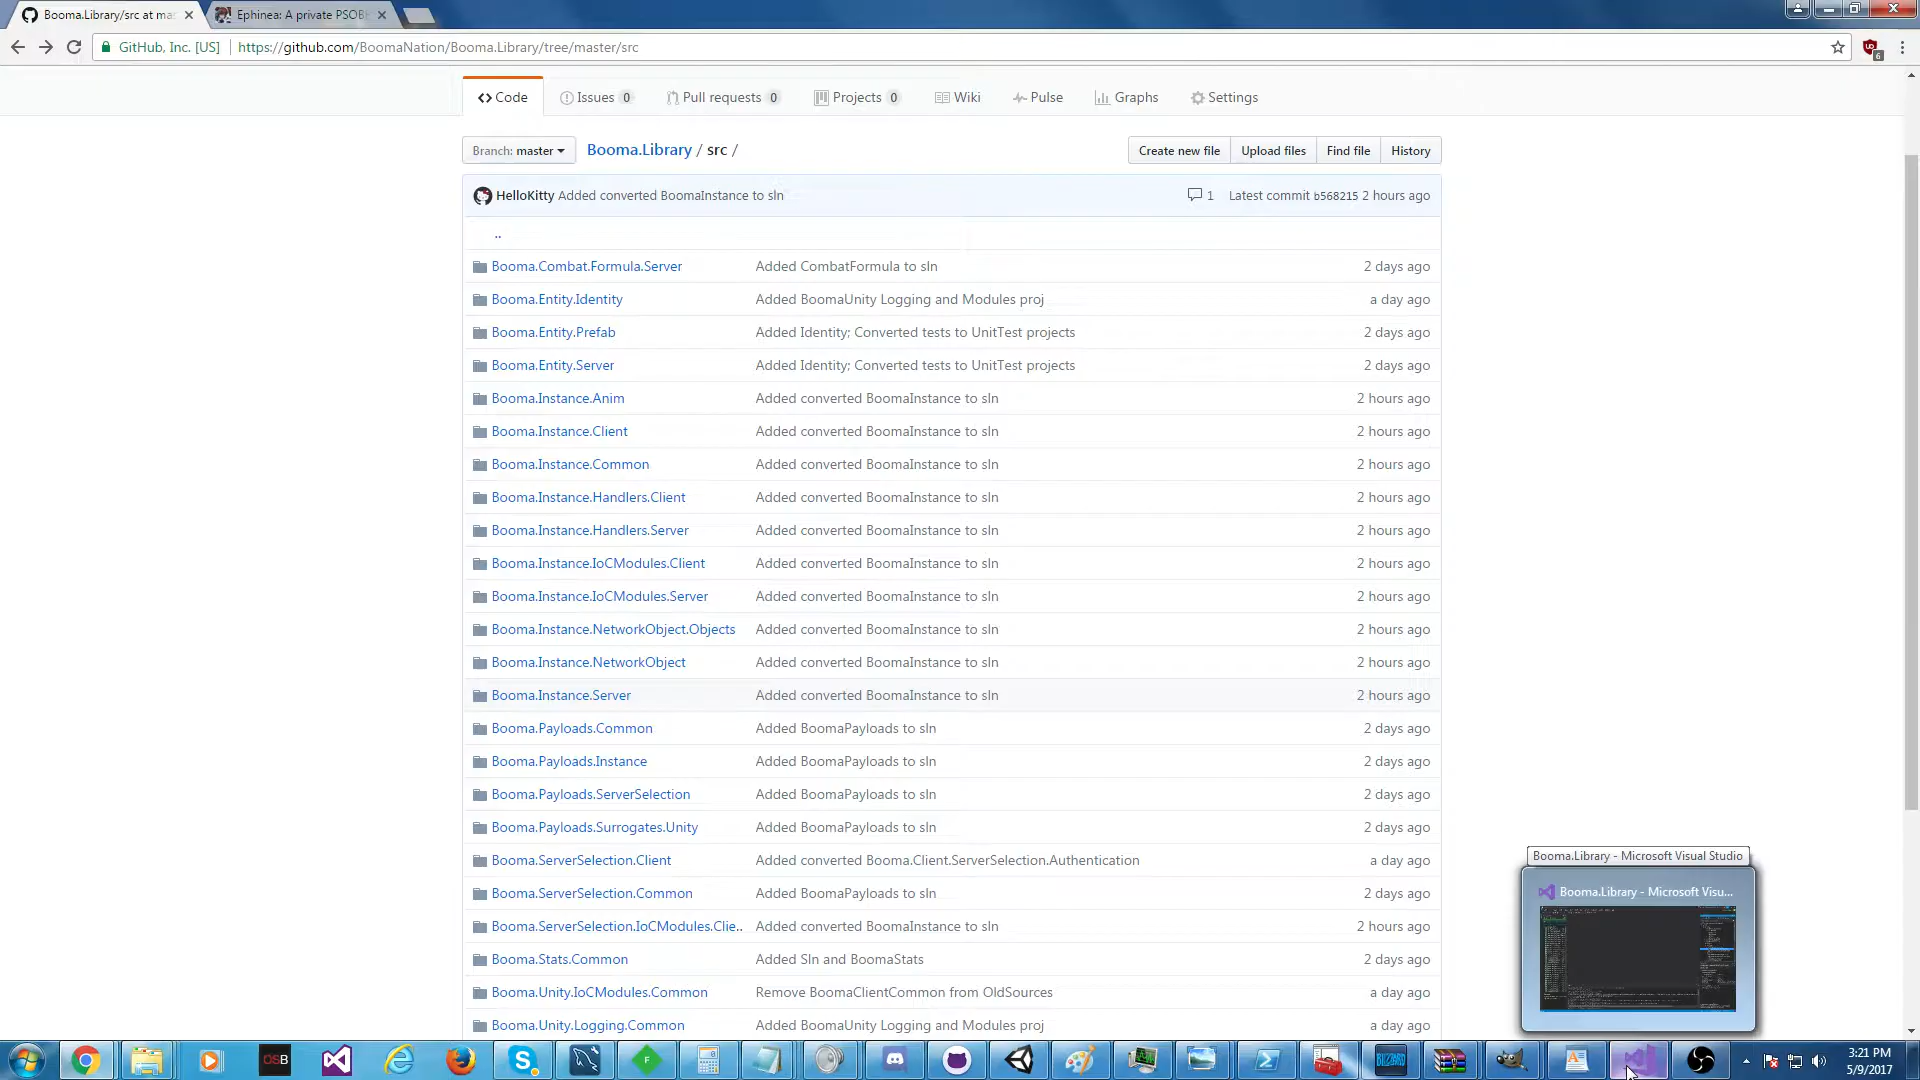 Booma.Library/src at mas
Ephinea: A private PSOBB
GitHub, Inc. [US]
https://github.com/BoomaNation/Booma.Library/tree/master/src
6
Code
Issues 0
Pull requests 0
Projects 0
Wiki
Pulse
Graphs
Settings
Branch: master
Booma.Library / src /
Create new file
Upload files
Find file
History
HelloKitty Added converted BoomaInstance to sln
1
Latest commit b568215 2 hours ago
..
Booma.Combat.Formula.Server Added CombatFormula to sln 2 days ago
Booma.Entity.Identity Added BoomaUnity Logging and Modules proj a day ago
Booma.Entity.Prefab Added Identity; Converted tests to UnitTest projects 2 days ago
Booma.Entity.Server Added Identity; Converted tests to UnitTest projects 2 days ago
Booma.Instance.Anim Added converted BoomaInstance to sln 2 hours ago
Booma.Instance.Client Added converted BoomaInstance to sln 2 hours ago
Booma.Instance.Common Added converted BoomaInstance to sln 2 hours ago
Booma.Instance.Handlers.Client Added converted BoomaInstance to sln 2 hours ago
Booma.Instance.Handlers.Server Added converted BoomaInstance to sln 2 hours ago
Booma.Instance.IoCModules.Client Added converted BoomaInstance to sln 2 hours ago
Booma.Instance.IoCModules.Server Added converted BoomaInstance to sln 2 hours ago
Booma.Instance.NetworkObject.Objects Added converted BoomaInstance to sln 2 hours ago
Booma.Instance.NetworkObject Added converted BoomaInstance to sln 2 hours ago
Booma.Instance.Server Added converted BoomaInstance to sln 2 hours ago
Booma.Payloads.Common Added BoomaPayloads to sln 2 days ago
Booma.Payloads.Instance Added BoomaPayloads to sln 2 days ago
Booma.Payloads.ServerSelection Added BoomaPayloads to sln 2 days ago
Booma.Payloads.Surrogates.Unity Added BoomaPayloads to sln 2 days ago
Booma.ServerSelection.Client Added converted Booma.Client.ServerSelection.Authentication a day ago
Booma.ServerSelection.Common Added BoomaPayloads to sln 2 days ago
Booma.ServerSelection.IoCModules.Clie.. Added converted BoomaInstance to sln 2 hours ago
Booma.Stats.Common Added Sln and BoomaStats 2 days ago
Booma.Unity.IoCModules.Common Remove BoomaClientCommon from OldSources a day ago
Booma.Unity.Logging.Common Added BoomaUnity Logging and Modules proj a day ago
Booma.Library - Microsoft Visual Studio
Booma.Library - Microsoft Visu...
OSB
BLIZZARD
3:21 PM
5/9/2017